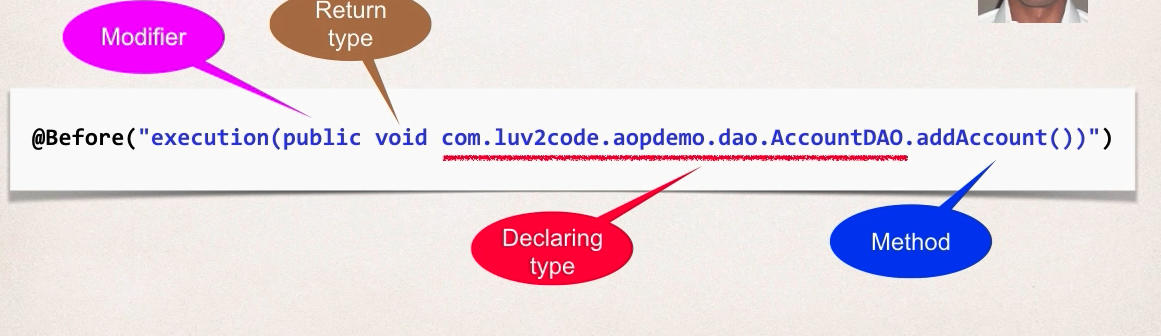 Return
type
Modifier
@Before("execution(public void com.luv2code.aopdemo.dao.AccountDAO.addAccount())")
Declaring
type
Method